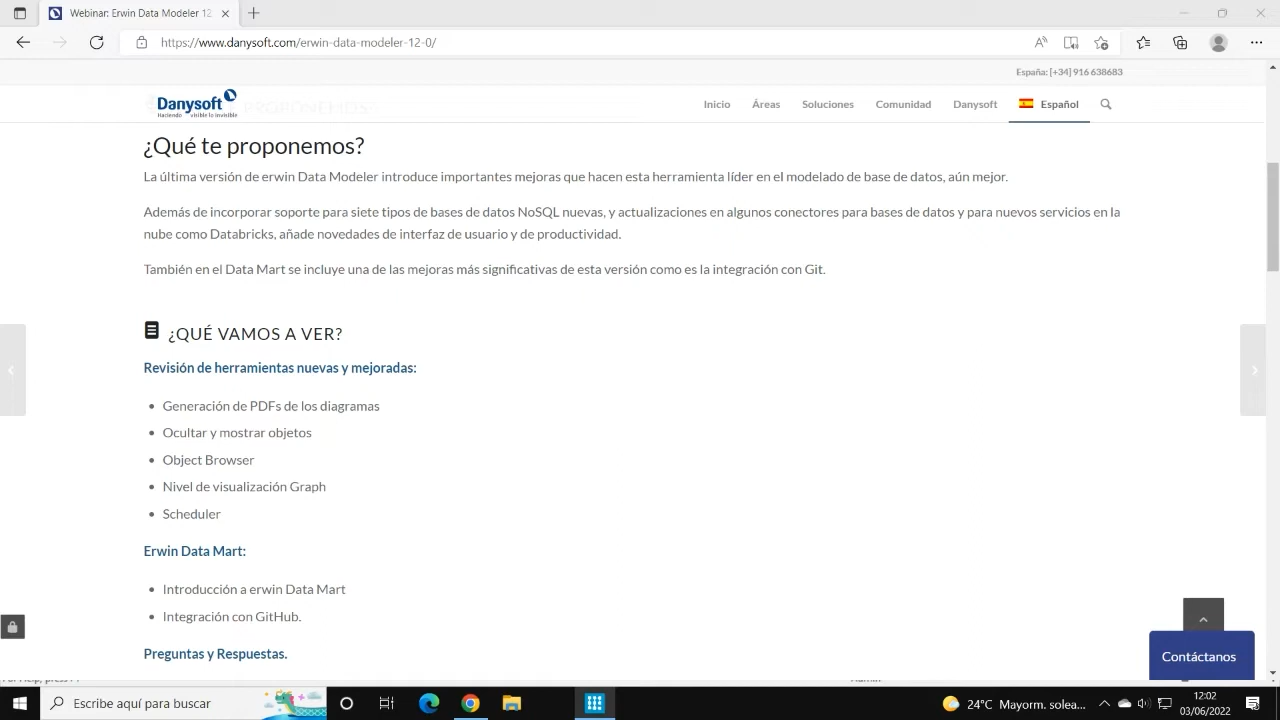 Webinar: Erwin Data Modeler 12.
https://www.danysoft.com/erwin-data-modeler-12-0/
España: [+34] 916 638683
Danysoft
Haciendo visible lo invisible
Inicio
Áreas
Soluciones
Comunidad
Danysoft
Español
¿Qué te proponemos?
La última versión de erwin Data Modeler introduce importantes mejoras que hacen esta herramienta líder en el modelado de base de datos, aún mejor.
Además de incorporar soporte para siete tipos de bases de datos NoSQL nuevas, y actualizaciones en algunos conectores para bases de datos y para nuevos servicios en la
nube como Databricks, añade novedades de interfaz de usuario y de productividad.
También en el Data Mart se incluye una de las mejoras más significativas de esta versión como es la integración con Git.
¿QUÉ VAMOS A VER?
Revisión de herramientas nuevas y mejoradas:
• Generación de PDFs de los diagramas
• Ocultar y mostrar objetos
• Object Browser
• Nivel de visualización Graph
• Scheduler
Erwin Data Mart:
• Introducción a erwin Data Mart
• Integración con GitHub.
Preguntas y Respuestas.
Contáctanos
Escribe aquí para buscar
24°C Mayorm. solea...
12:02
03/06/2022